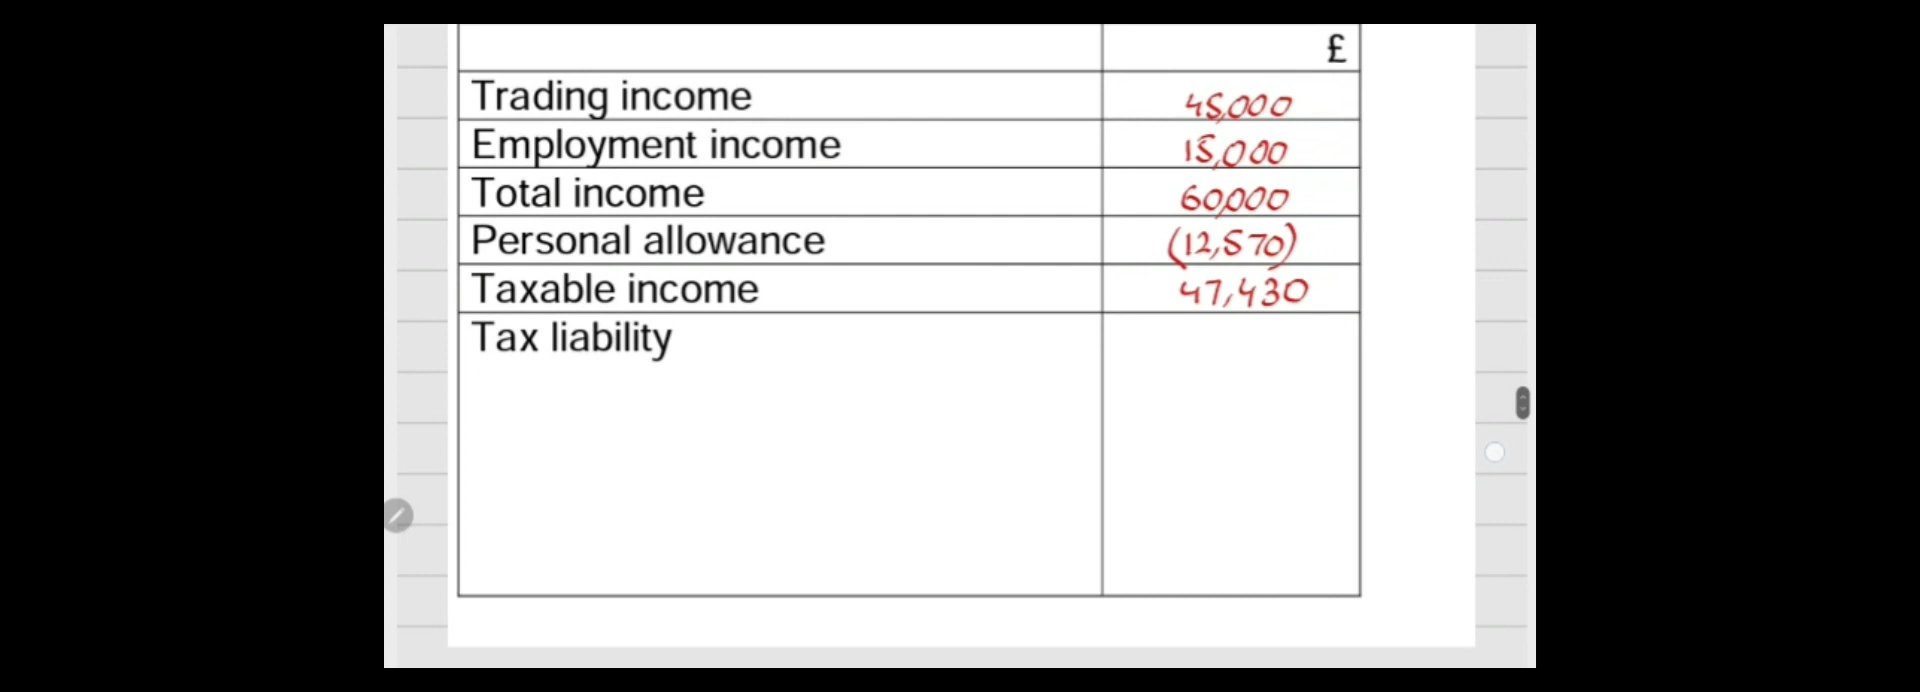 £
Trading income 45,000
Employment income 15,000
Total income 60,000
Personal allowance (12,570)
Taxable income 47,430
Tax liability